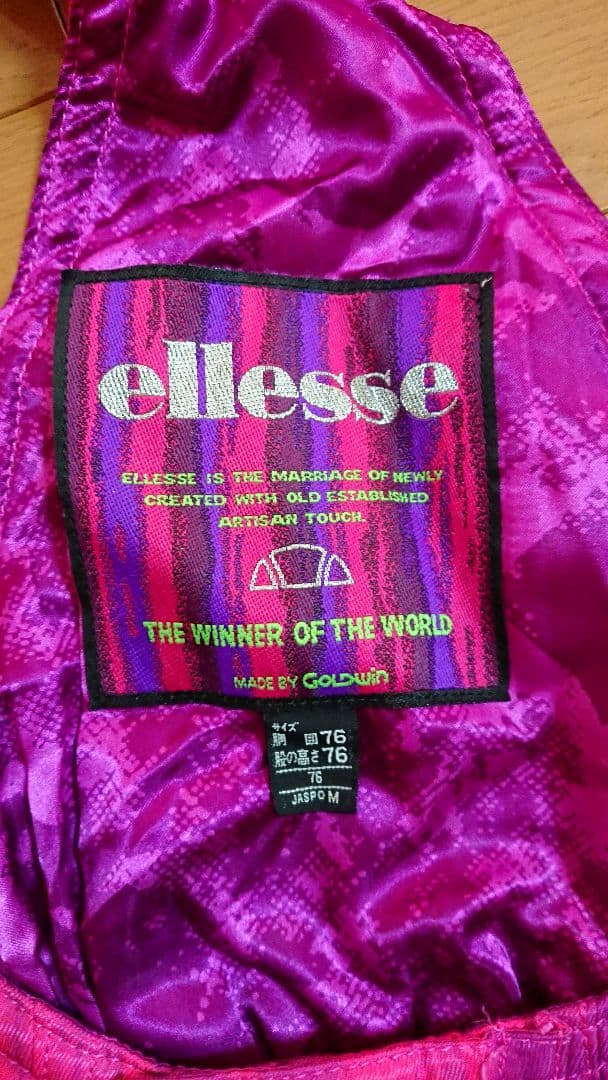 ellesse
ELLESSE IS THE MARRIAGE OF NEWLY
CREATED WITH OLD ESTABLISHED
ARTISAN TOUCH.
THE WINNER OF THE WORLD
MADE BY GOLDWIN
サイズ
胴囲76
股の高さ76
76
JASPO M